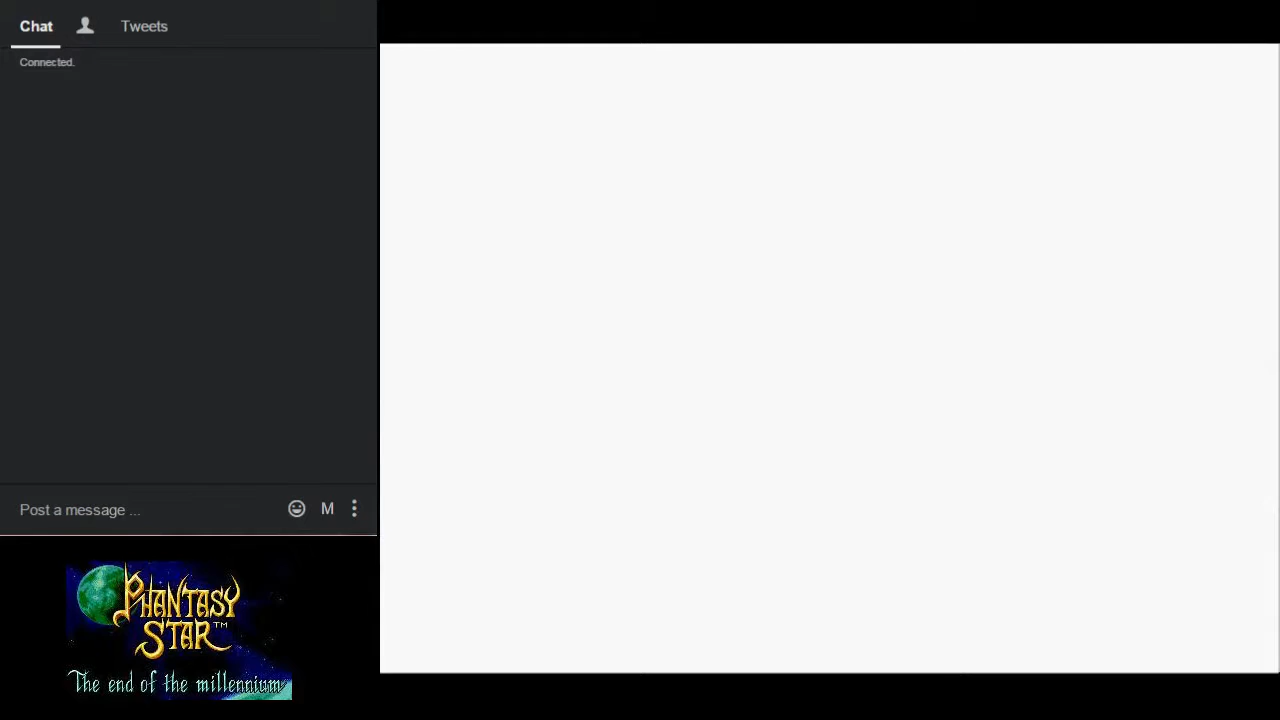 Chat
Tweets
Connected.
Post a message ...
M
PHANTASY
STAR™
The end of the millennium